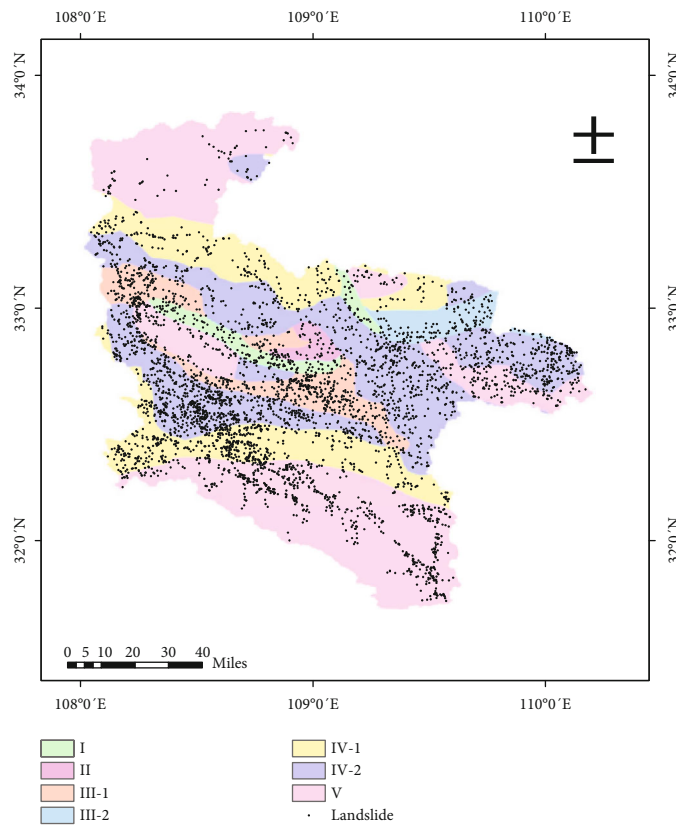 108°0′E 109°0′E 110°0′E
34°0′N 34°0′N
33°0′N 33°0′N
32°0′N 32°0′N
0 5 10 20 30 40 Miles
108°0′E 109°0′E 110°0′E
I
II
III-1
III-2
IV-1
IV-2
V
Landslide